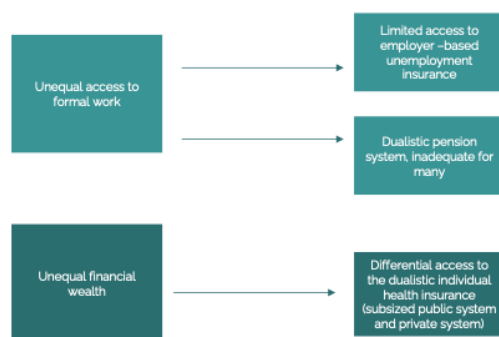 Limited access to
employer –based
unemployment
insurance
Unequal access to
formal work
Dualistic pension
system, inadequate for
many
Unequal financial
wealth
Differential access to
the dualistic individual
health insurance
(subsized public system
and private system)